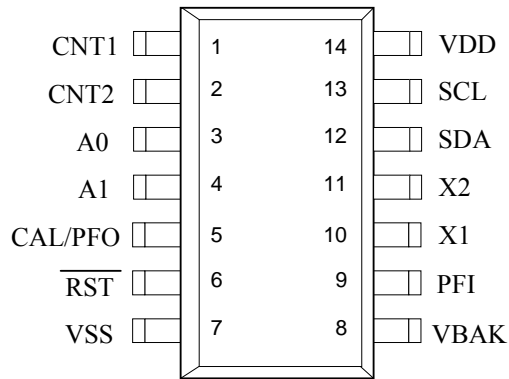 CNT1 1 14 VDD
CNT2 2 13 SCL
A0 3 12 SDA
A1 4 11 X2
CAL/PFO 5 10 X1
RST 6 9 PFI
VSS 7 8 VBAK